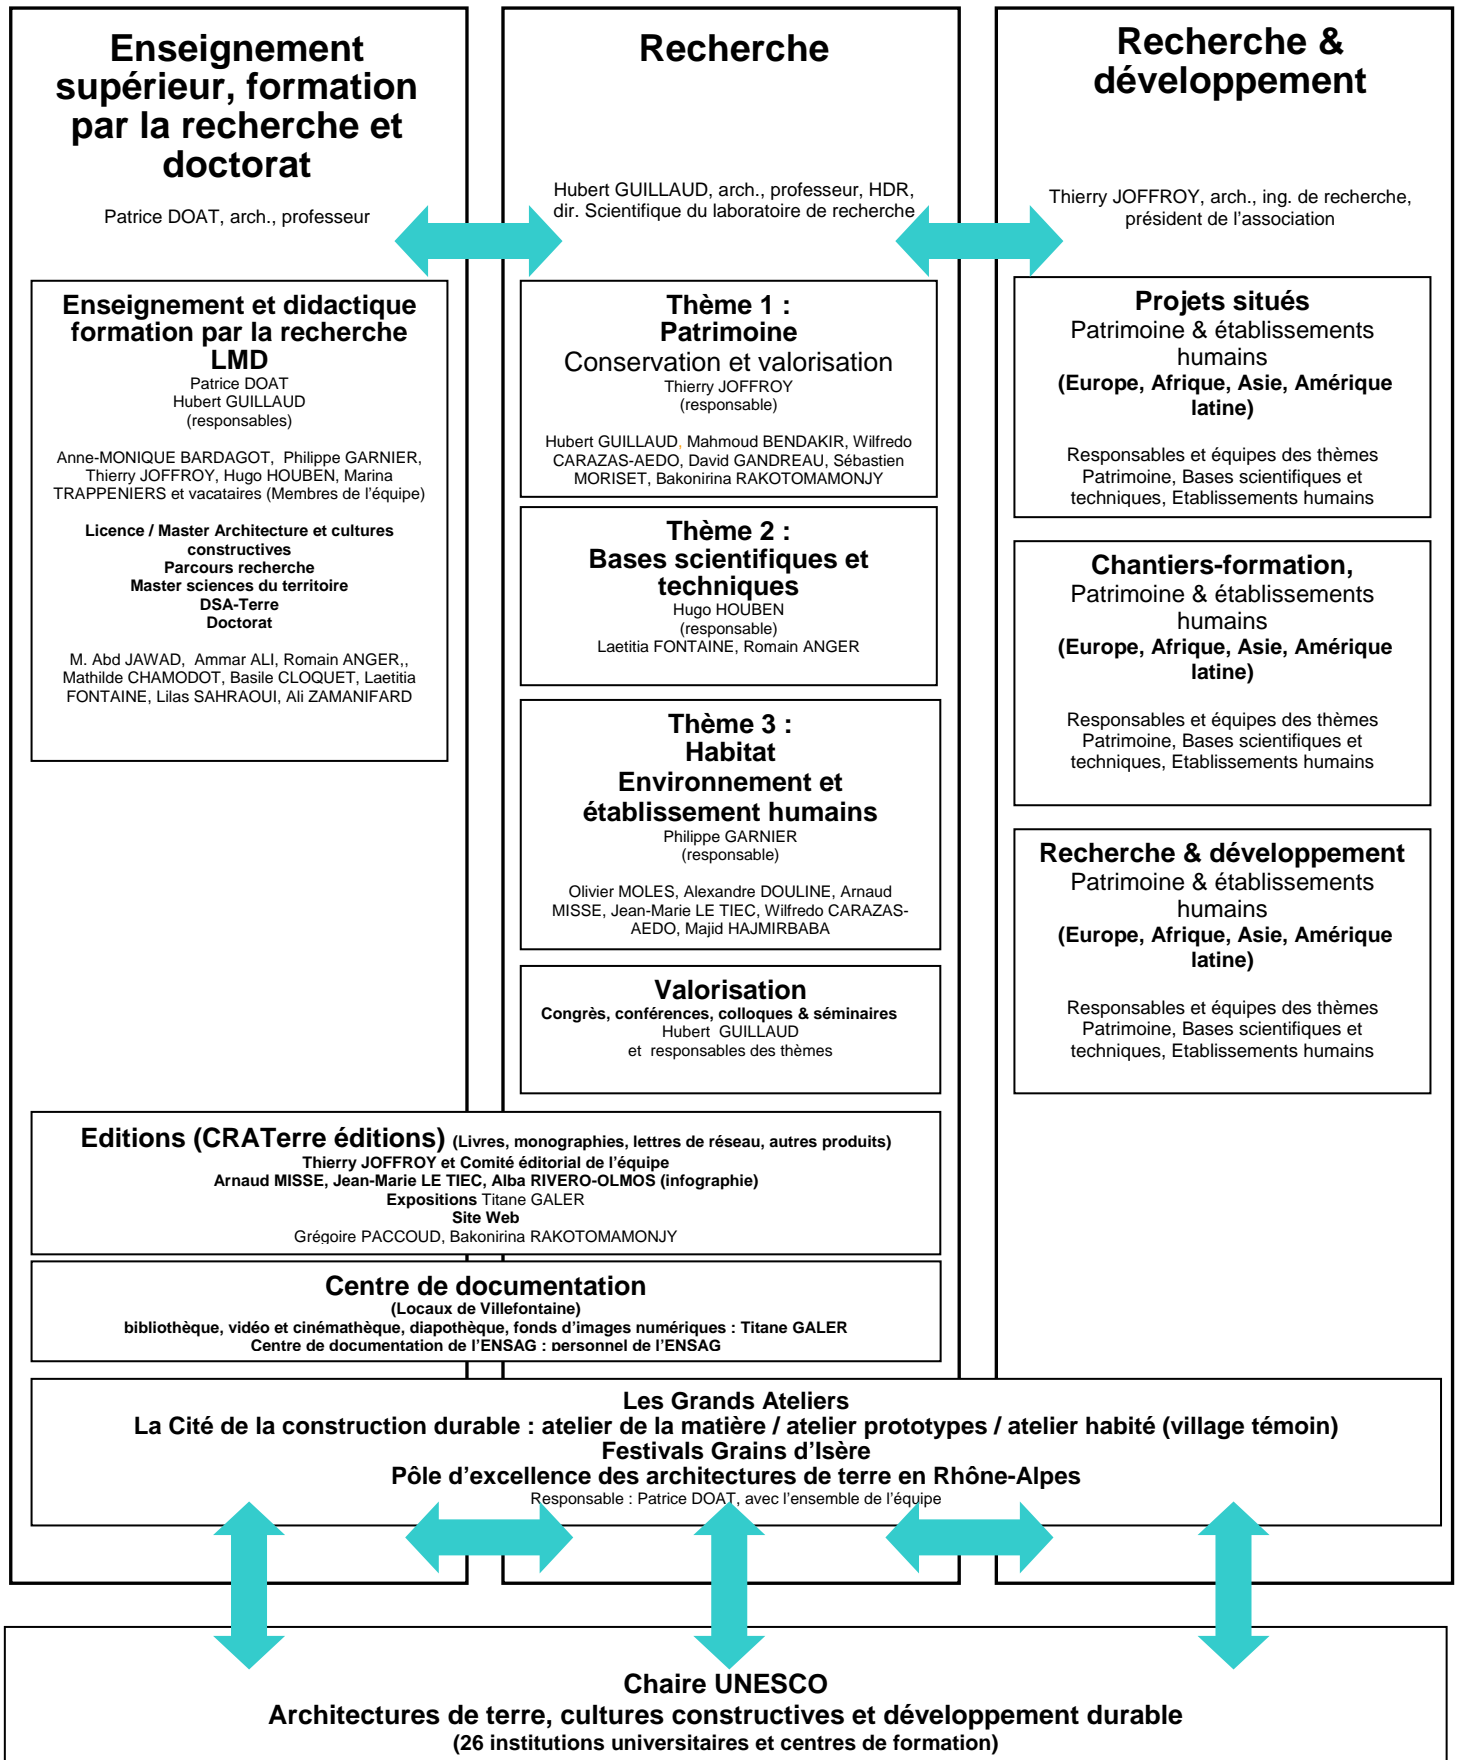 Enseignement
supérieur, formation
par la recherche et
doctorat
Patrice DOAT, arch., professeur
Enseignement et didactique
formation par la recherche
LMD
Patrice DOAT
Hubert GUILLAUD
(responsables)
Anne-MONIQUE BARDAGOT, Philippe GARNIER,
Thierry JOFFROY, Hugo HOUBEN, Marina
TRAPPENIERS et vacataires (Membres de l'équipe)
Licence / Master Architecture et cultures
constructives
Parcours recherche
Master sciences du territoire
DSA-Terre
Doctorat
M. Abd JAWAD, Ammar ALI, Romain ANGER,,
Mathilde CHAMODOT, Basile CLOQUET, Laetitia
FONTAINE, Lilas SAHRAOUI, Ali ZAMANIFARD
Recherche
Hubert GUILLAUD, arch., professeur, HDR,
dir. Scientifique du laboratoire de recherche
Thème 1 :
Patrimoine
Conservation et valorisation
Thierry JOFFROY
(responsable)
Hubert GUILLAUD, Mahmoud BENDAKIR, Wilfredo
CARAZAS-AEDO, David GANDREAU, Sébastien
MORISET, Bakonirina RAKOTOMAMONJY
Thème 2 :
Bases scientifiques et
techniques
Hugo HOUBEN
(responsable)
Laetitia FONTAINE, Romain ANGER
Thème 3 :
Habitat
Environnement et
établissement humains
Philippe GARNIER
(responsable)
Olivier MOLES, Alexandre DOULINE, Arnaud
MISSE, Jean-Marie LE TIEC, Wilfredo CARAZAS-
AEDO, Majid HAJMIRBABA
Valorisation
Congrès, conférences, colloques & séminaires
Hubert GUILLAUD
et responsables des thèmes
Recherche &
développement
Thierry JOFFROY, arch., ing. de recherche,
président de l'association
Projets situés
Patrimoine & établissements
humains
(Europe, Afrique, Asie, Amérique
latine)
Responsables et équipes des thèmes
Patrimoine, Bases scientifiques et
techniques, Etablissements humains
Chantiers-formation,
Patrimoine & établissements
humains
(Europe, Afrique, Asie, Amérique
latine)
Responsables et équipes des thèmes
Patrimoine, Bases scientifiques et
techniques, Etablissements humains
Recherche & développement
Patrimoine & établissements
humains
(Europe, Afrique, Asie, Amérique
latine)
Responsables et équipes des thèmes
Patrimoine, Bases scientifiques et
techniques, Etablissements humains
Editions (CRATerre éditions) (Livres, monographies, lettres de réseau, autres produits)
Thierry JOFFROY et Comité éditorial de l'équipe
Arnaud MISSE, Jean-Marie LE TIEC, Alba RIVERO-OLMOS (infographie)
Expositions Titane GALER
Site Web
Grégoire PACCOUD, Bakonirina RAKOTOMAMONJY
Centre de documentation
(Locaux de Villefontaine)
bibliothèque, vidéo et cinémathèque, diapothèque, fonds d'images numériques : Titane GALER
Centre de documentation de l'ENSAG : personnel de l'ENSAG
Les Grands Ateliers
La Cité de la construction durable : atelier de la matière / atelier prototypes / atelier habité (village témoin)
Festivals Grains d'Isère
Pôle d'excellence des architectures de terre en Rhône-Alpes
Responsable : Patrice DOAT, avec l'ensemble de l'équipe
Chaire UNESCO
Architectures de terre, cultures constructives et développement durable
(26 institutions universitaires et centres de formation)